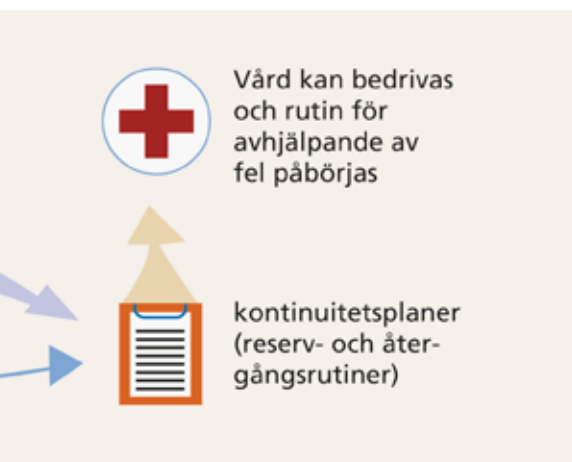 Vård kan bedrivas
och rutin för
avhjälpande av
fel påbörjas
kontinuitetsplaner
(reserv- och åter-
gångsrutiner)